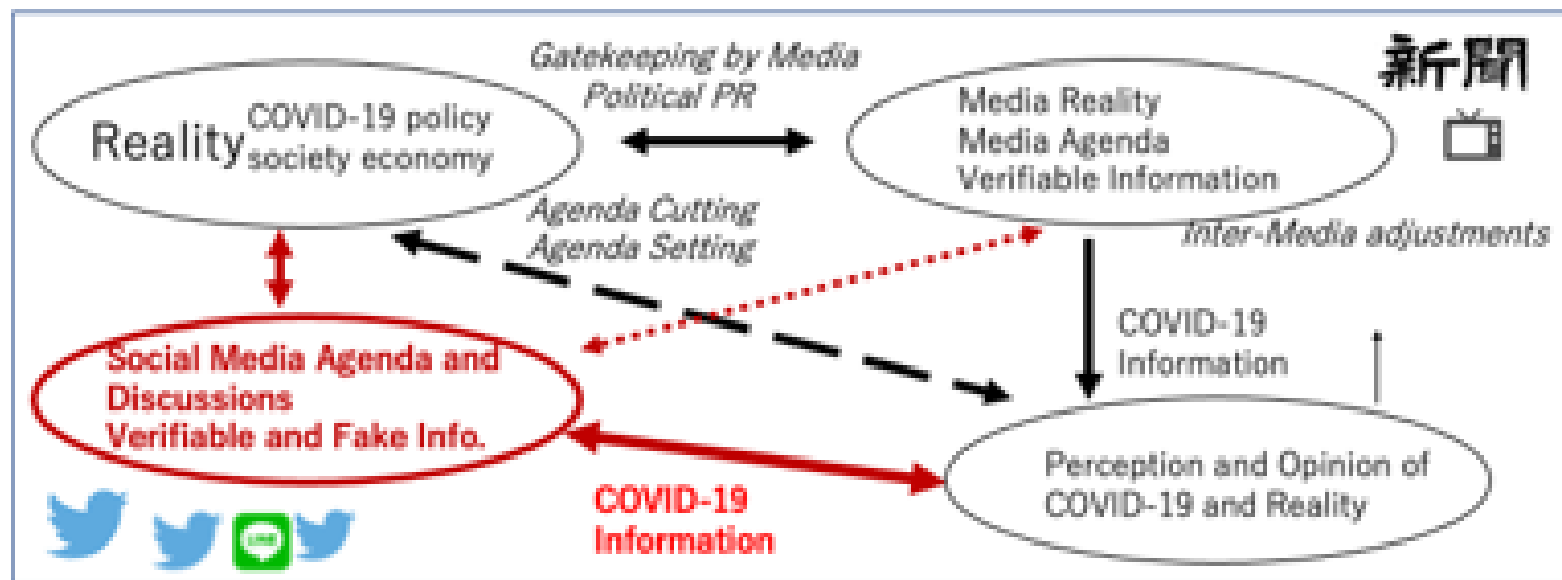 Gatekeeping by Media
Political PR
新聞
Reality
COVID-19 policy
society economy
Media Reality
Media Agenda
Verifiable Information
Agenda Cutting
Agenda Setting
Inter-Media adjustments
COVID-19
Information
Social Media Agenda and
Discussions
Verifiable and Fake Info.
COVID-19
Information
Perception and Opinion of
COVID-19 and Reality
LINE